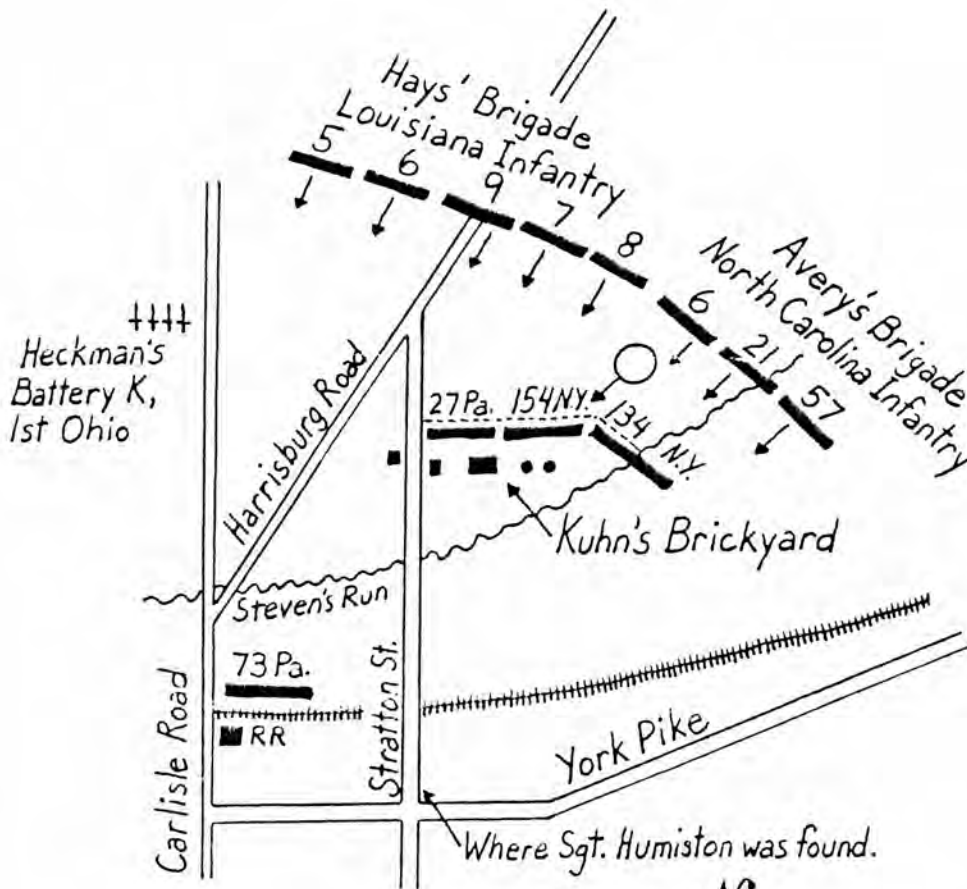 Hays' Brigade
Louisiana Infantry
5 6 9 7 8
Avery's Brigade
North Carolina Infantry
6 21 57
Heckman's
Battery K,
1st Ohio
Harrisburg Road
27 Pa. 154 N.Y. 134 N.Y.
Kuhn's Brickyard
Steven's Run
73 Pa.
RR
Carlisle Road
Stratton St.
York Pike
Where Sgt. Humiston was found.